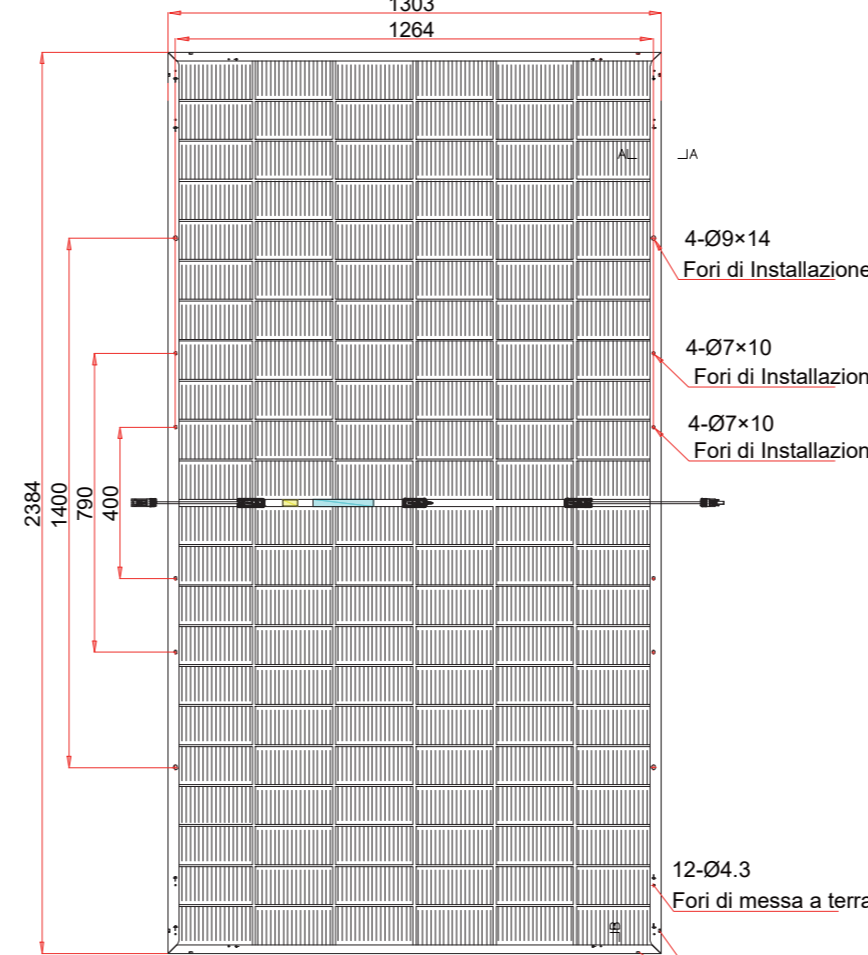 1303
1264
A
A
4-Ø9×14
Fori di Installazione
4-Ø7×10
Fori di Installazion
4-Ø7×10
Fori di Installazion
2384
1400
790
400
12-Ø4.3
Fori di messa a terra
B